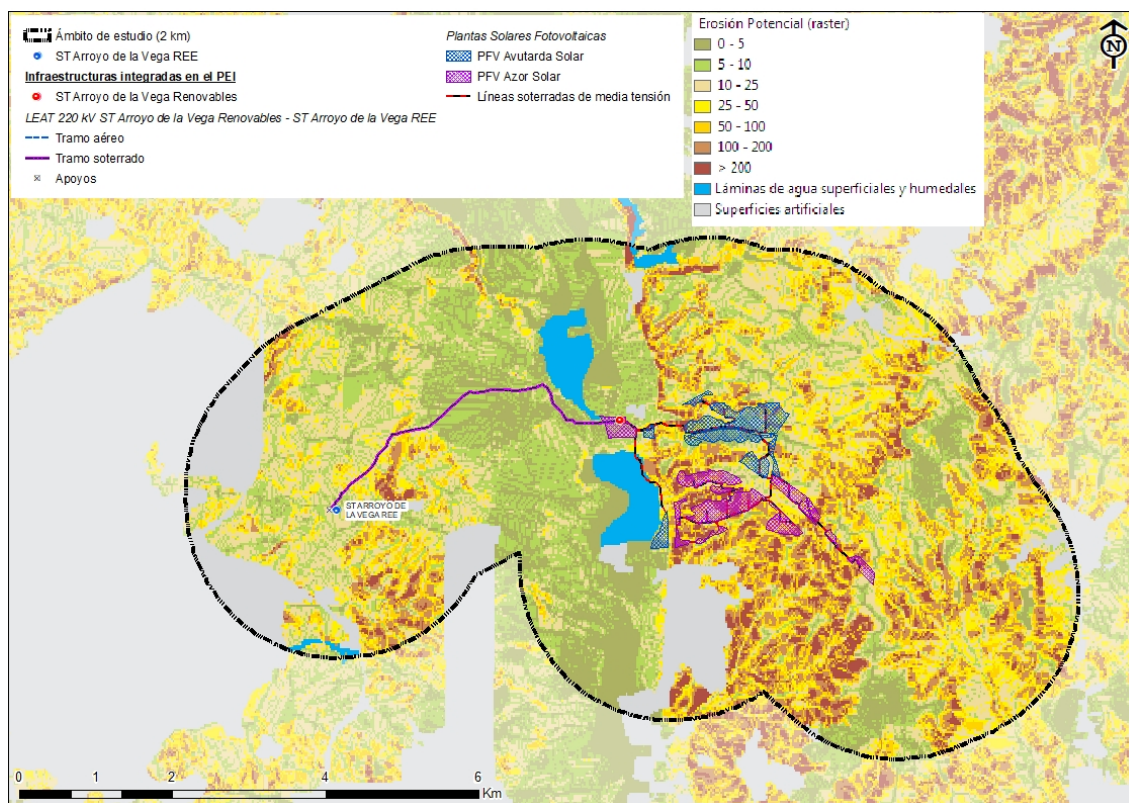 Ámbito de estudio (2 km)
ST Arroyo de la Vega REE
Infraestructuras integradas en el PEI
ST Arroyo de la Vega Renovables
LEAT 220 kV ST Arroyo de la Vega Renovables - ST Arroyo de la Vega REE
Tramo aéreo
Tramo soterrado
Apoyos
Plantas Solares Fotovoltaicas
PFV Avutarda Solar
PFV Azor Solar
Líneas soterradas de media tensión
Erosión Potencial (raster)
0 - 5
5 - 10
10 - 25
25 - 50
50 - 100
100 - 200
> 200
Láminas de agua superficiales y humedales
Superficies artificiales
N
ST ARROYO DE
LA VEGA REE
0 1 2 4 6
Km